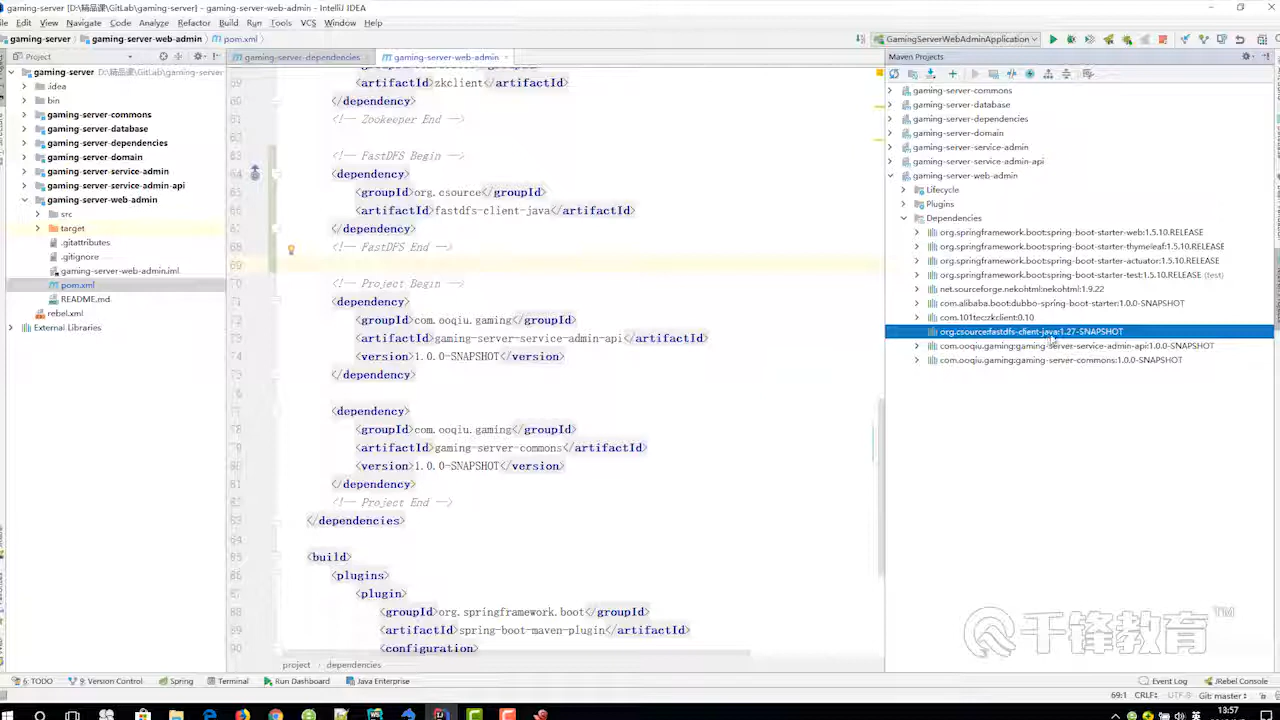 gaming-server [D:\精品课\GitLab\gaming-server] - gaming-server-web-admin - IntelliJ IDEA
File Edit View Navigate Code Analyze Refactor Build Run Tools VCS Window Help
gaming-server gaming-server-web-admin pom.xml
GamingServerWebAdminApplication
Project
gaming-server-dependencies
gaming-server-web-admin
Maven Projects
gaming-server D:\精品课\GitLab\gaming-server
.idea
bin
gaming-server-commons
gaming-server-database
gaming-server-dependencies
gaming-server-domain
gaming-server-service-admin
gaming-server-service-admin-api
gaming-server-web-admin
src
target
.gitattributes
.gitignore
gaming-server-web-admin.iml
pom.xml
README.md
rebel.xml
External Libraries
<artifactId>zkclient</artifactId>
</dependency>
<!-- Zookeeper End -->
<!-- FastDFS Begin -->
<dependency>
<groupId>org.csource</groupId>
<artifactId>fastdfs-client-java</artifactId>
</dependency>
<!-- FastDFS End -->
<!-- Project Begin -->
<dependency>
<groupId>com.ooqiu.gaming</groupId>
<artifactId>gaming-server-service-admin-api</artifactId>
<version>1.0.0-SNAPSHOT</version>
</dependency>
<dependency>
<groupId>com.ooqiu.gaming</groupId>
<artifactId>gaming-server-commons</artifactId>
<version>1.0.0-SNAPSHOT</version>
</dependency>
<!-- Project End -->
</dependencies>
<build>
<plugins>
<plugin>
<groupId>org.springframework.boot</groupId>
<artifactId>spring-boot-maven-plugin</artifactId>
<configuration>
project dependencies
gaming-server-commons
gaming-server-database
gaming-server-dependencies
gaming-server-domain
gaming-server-service-admin
gaming-server-service-admin-api
gaming-server-web-admin
Lifecycle
Plugins
Dependencies
org.springframework.boot:spring-boot-starter-web:1.5.10.RELEASE
org.springframework.boot:spring-boot-starter-thymeleaf:1.5.10.RELEASE
org.springframework.boot:spring-boot-starter-actuator:1.5.10.RELEASE
org.springframework.boot:spring-boot-starter-test:1.5.10.RELEASE (test)
net.sourceforge.nekohtml:nekohtml:1.9.22
com.alibaba.boot:dubbo-spring-boot-starter:1.0.0-SNAPSHOT
com.101tec:zkclient:0.10
org.csource:fastdfs-client-java:1.27-SNAPSHOT
com.ooqiu.gaming:gaming-server-service-admin-api:1.0.0-SNAPSHOT
com.ooqiu.gaming:gaming-server-commons:1.0.0-SNAPSHOT
千锋教育 TM
6: TODO 9: Version Control Spring Terminal Run Dashboard Java Enterprise
Event Log JRebel Console
69:1 CRLF UTF-8 Git: master
英 13:57